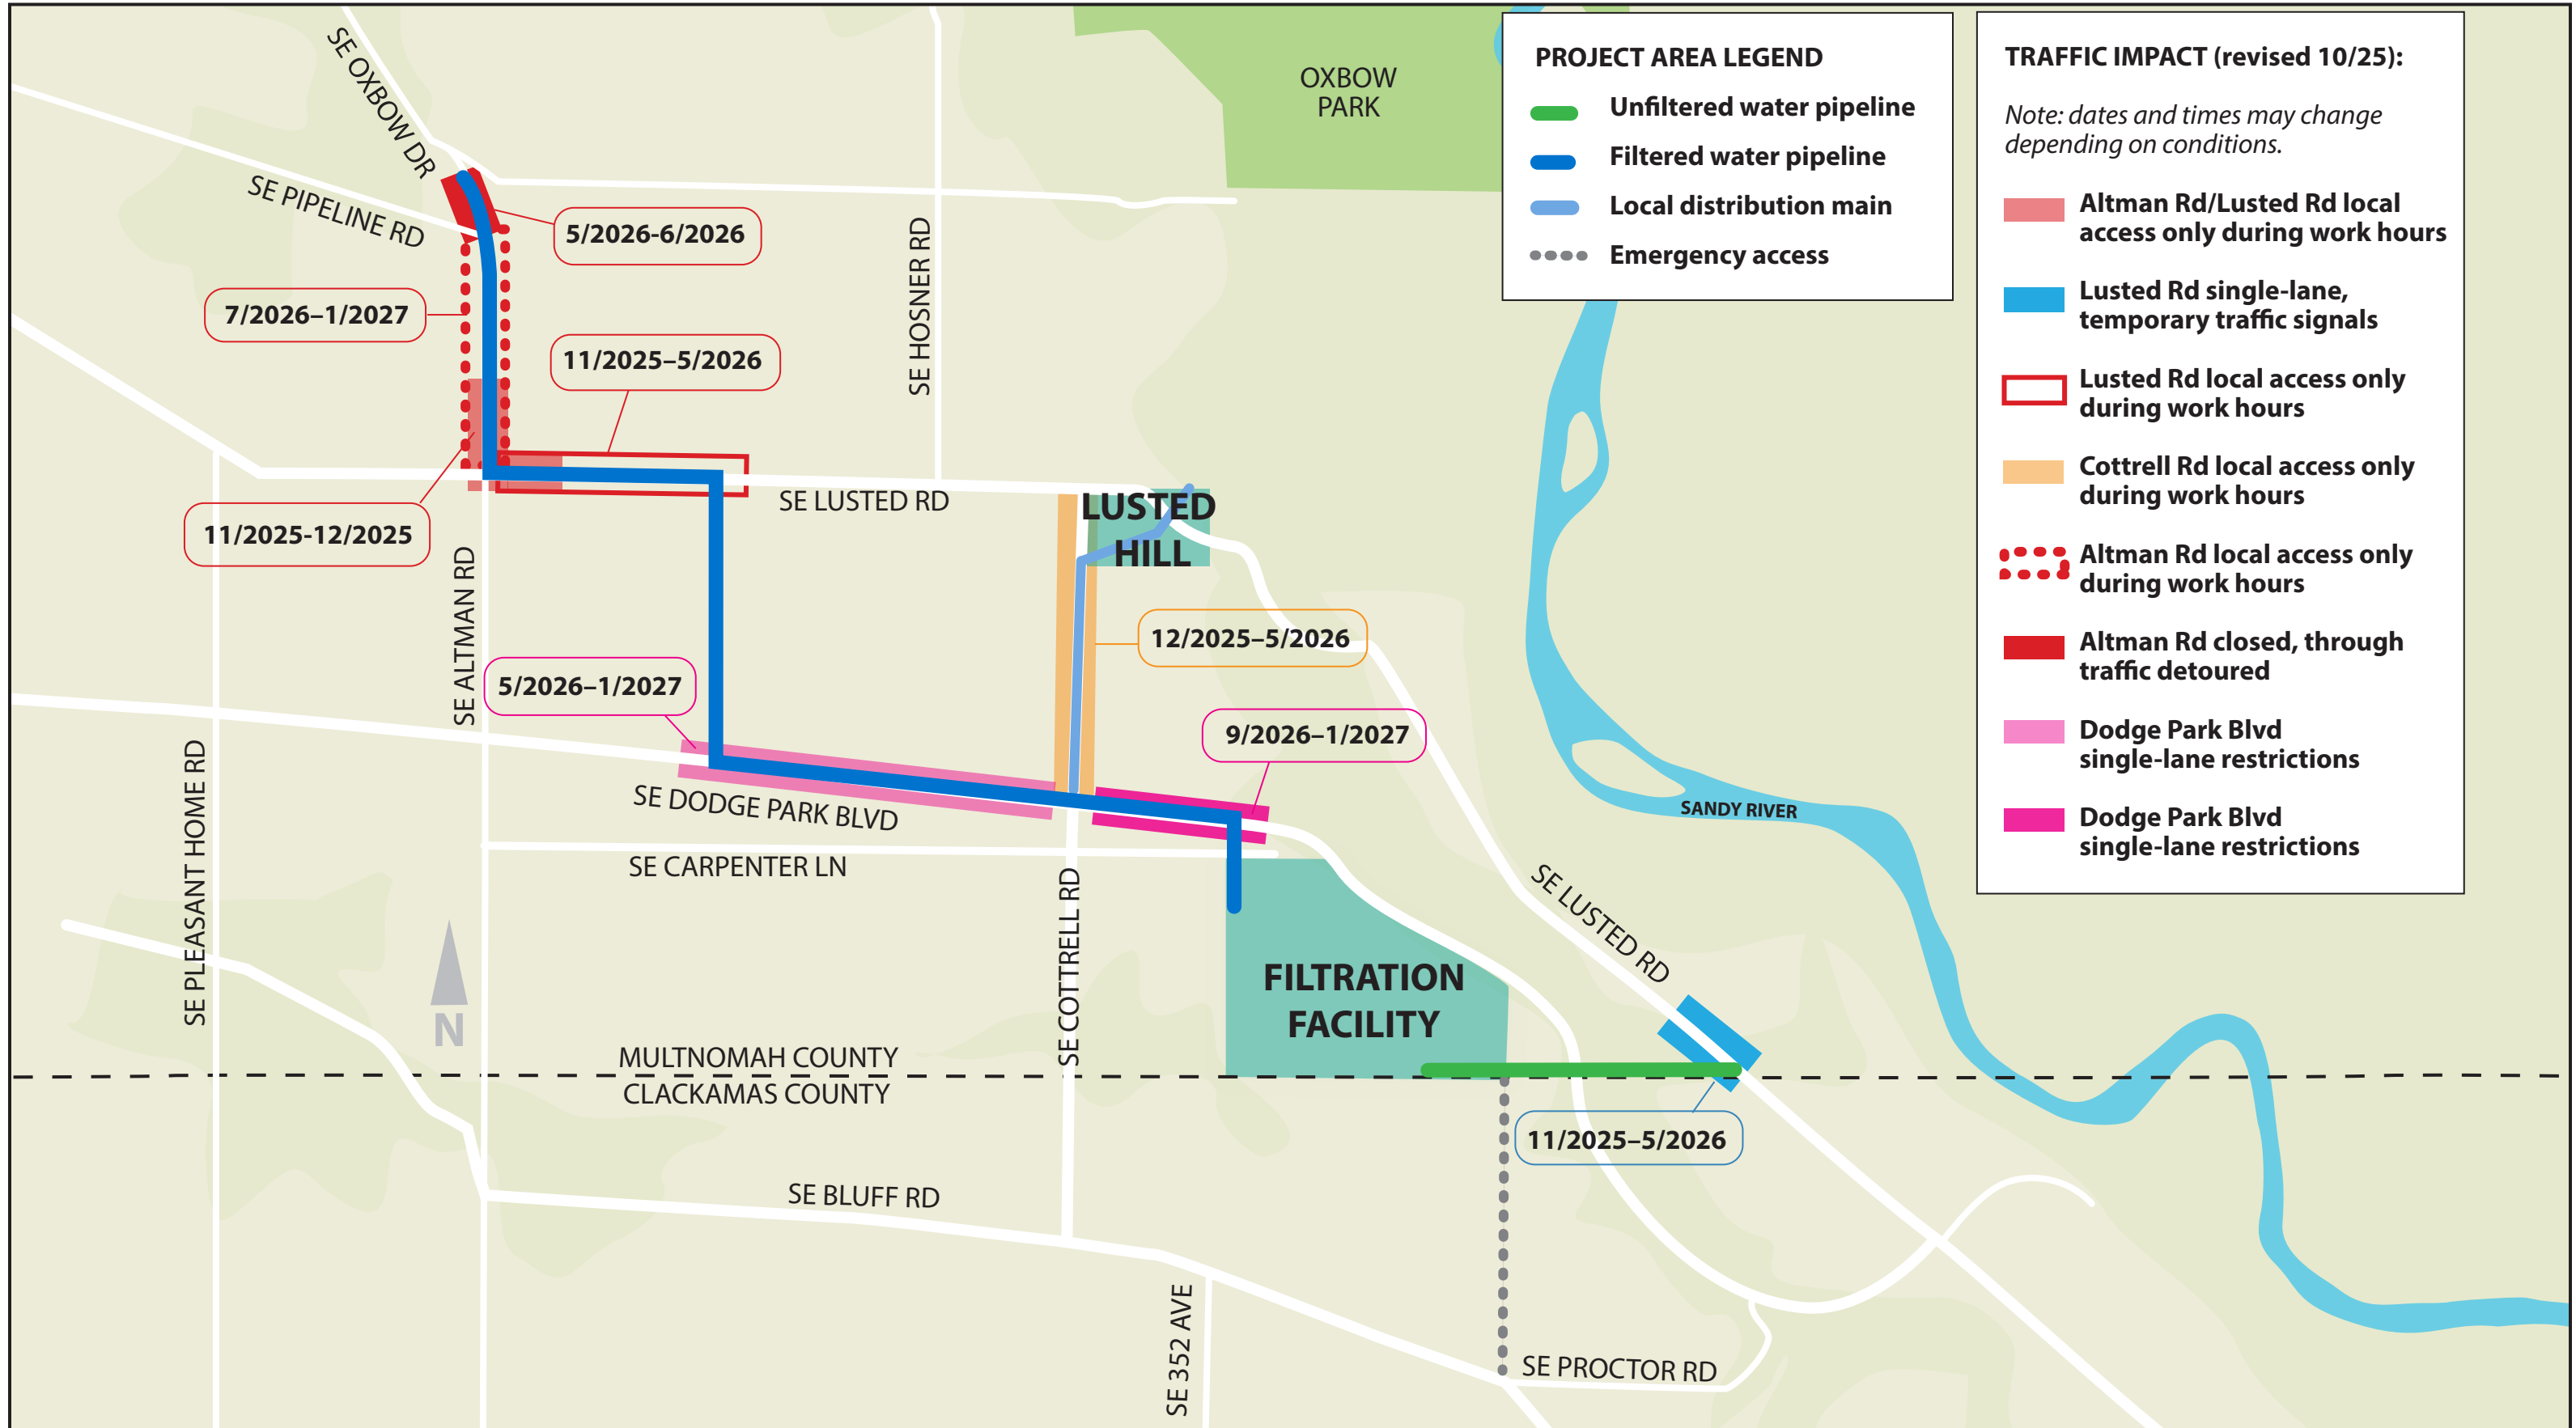 SE OXBOW DR
SE PIPELINE RD
5/2026-6/2026
7/2026–1/2027
11/2025–5/2026
11/2025-12/2025
SE HOSNER RD
OXBOW
PARK
SE LUSTED RD
LUSTED
HILL
SE ALTMAN RD
5/2026–1/2027
12/2025–5/2026
9/2026–1/2027
SE DODGE PARK BLVD
SE CARPENTER LN
SE PLEASANT HOME RD
SE COTTRELL RD
SANDY RIVER
SE LUSTED RD
FILTRATION
FACILITY
N
MULTNOMAH COUNTY
CLACKAMAS COUNTY
11/2025–5/2026
SE BLUFF RD
SE 352 AVE
SE PROCTOR RD
PROJECT AREA LEGEND
Unfiltered water pipeline
Filtered water pipeline
Local distribution main
Emergency access
TRAFFIC IMPACT (revised 10/25):
Note: dates and times may change
depending on conditions.
Altman Rd/Lusted Rd local
access only during work hours
Lusted Rd single-lane,
temporary traffic signals
Lusted Rd local access only
during work hours
Cottrell Rd local access only
during work hours
Altman Rd local access only
during work hours
Altman Rd closed, through
traffic detoured
Dodge Park Blvd
single-lane restrictions
Dodge Park Blvd
single-lane restrictions